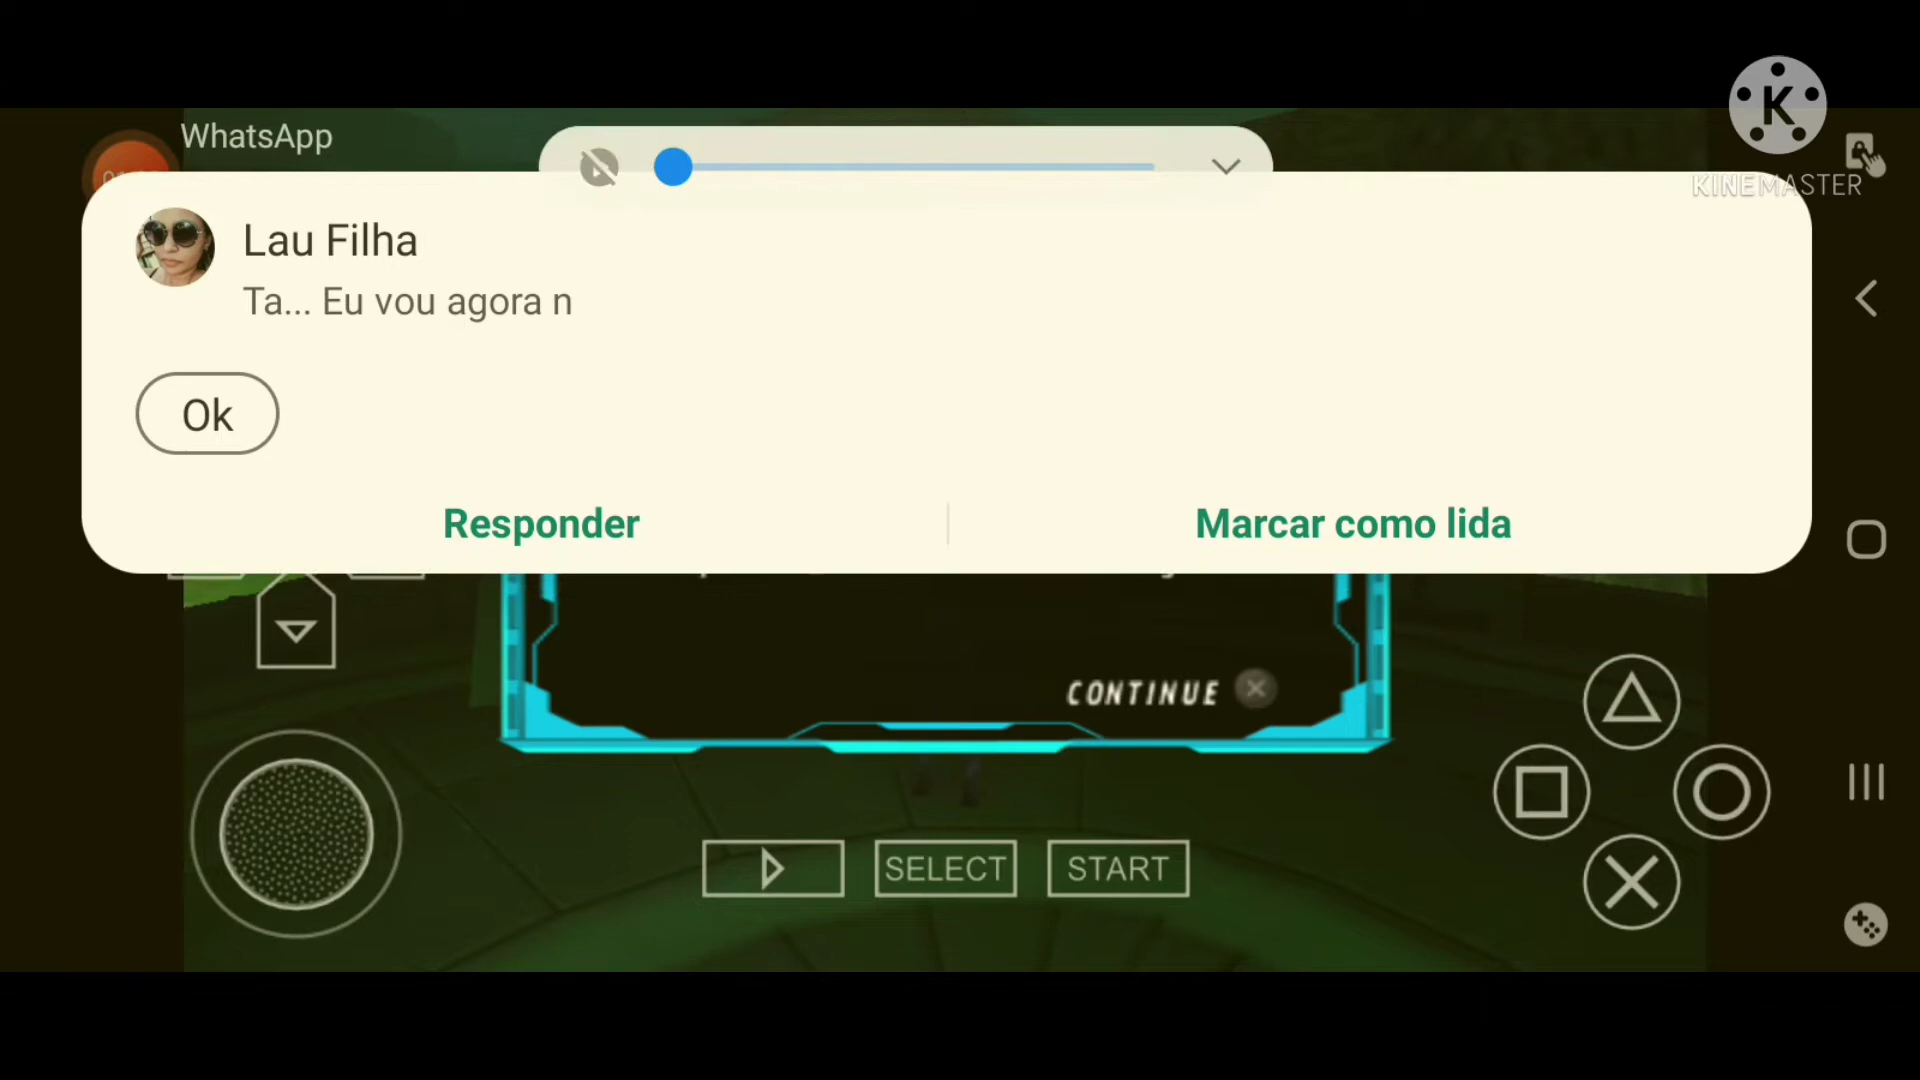 WhatsApp
KINEMASTER
Lau Filha
Ta... Eu vou agora n
Ok
Responder
Marcar como lida
CONTINUE
SELECT
START